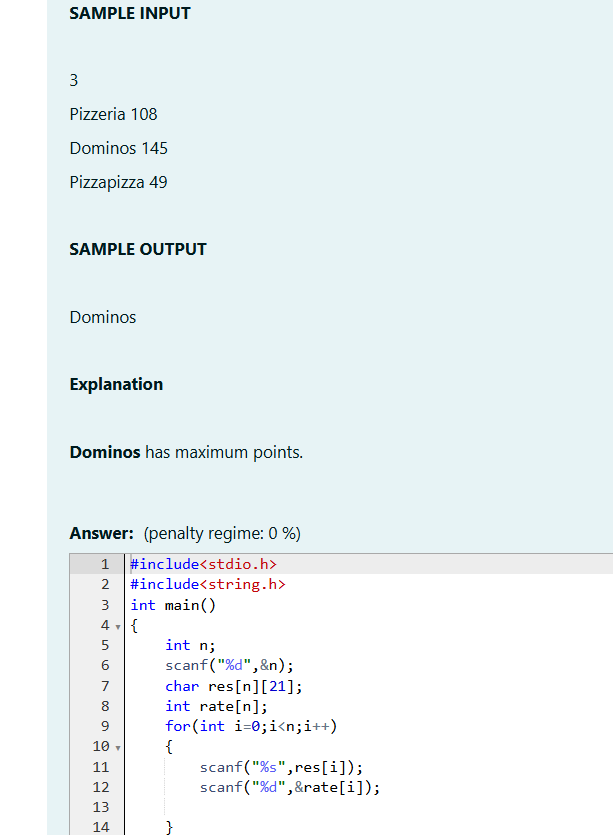 SAMPLE INPUT
3
Pizzeria 108
Dominos 145
Pizzapizza 49
SAMPLE OUTPUT
Dominos
Explanation
Dominos has maximum points.
Answer: (penalty regime: 0 %)
1 #include<stdio.h>
2 #include<string.h>
3 int main()
4 {
5 int n;
6 scanf("%d",&n);
7 char res[n][21];
8 int rate[n];
9 for(int i=0;i<n;i++)
10 {
11 scanf("%s",res[i]);
12 scanf("%d",&rate[i]);
13
14 }